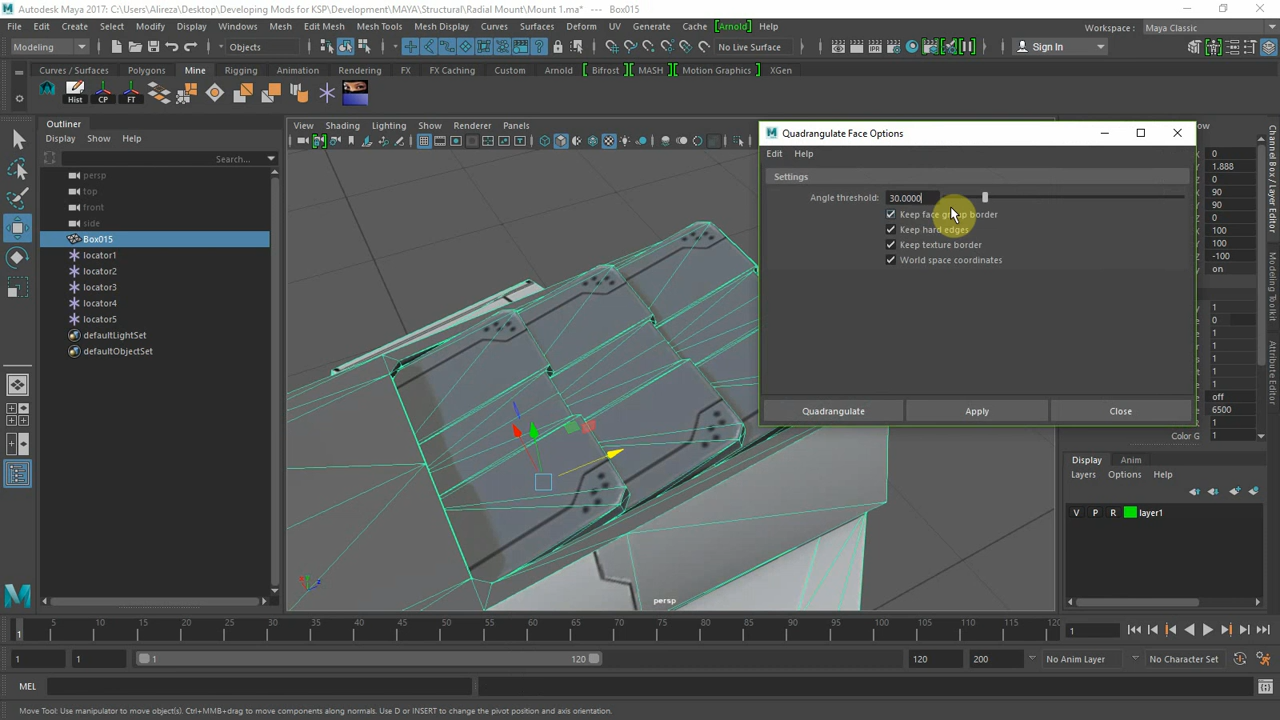 Autodesk Maya 2017: C:\Users\Alireza\Desktop\Developing Mods for KSP\Development\MAYA\Structural\Radial Mount\Mount 1.ma* --- Box015
File Edit Create Select Modify Display Windows Mesh Edit Mesh Mesh Tools Mesh Display Curves Surfaces Deform UV Generate Cache [Arnold] Help
Workspace : Maya Classic
Modeling Objects No Live Surface Sign In
Curves / Surfaces Polygons Mine Rigging Animation Rendering FX FX Caching Custom Arnold Bifrost MASH Motion Graphics XGen
Hist CP FT
Outliner
Display Show Help
Search...
persp
top
front
side
Box015
locator1
locator2
locator3
locator4
locator5
defaultLightSet
defaultObjectSet
View Shading Lighting Show Renderer Panels
persp
Quadrangulate Face Options
Edit Help
Settings
Angle threshold: 30.0000
Keep face group border
Keep hard edges
Keep texture border
World space coordinates
Quadrangulate Apply Close
0
1.888
0
90
90
0
100
100
-100
on
1
0
1
1
1
1
1
off
6500
Color G 1
Channel Box / Layer Editor
Modeling Toolkit
Attribute Editor
Display Anim
Layers Options Help
V P R layer1
1 5 10 15 20 25 30 35 40 45 50 55 60 65 70 75 80 85 90 95 100 105 110 115 120
1
1 1 1 120 120 200 No Anim Layer No Character Set
MEL
Move Tool: Use manipulator to move object(s). Ctrl+MMB+drag to move components along normals. Use D or INSERT to change the pivot position and axis orientation.